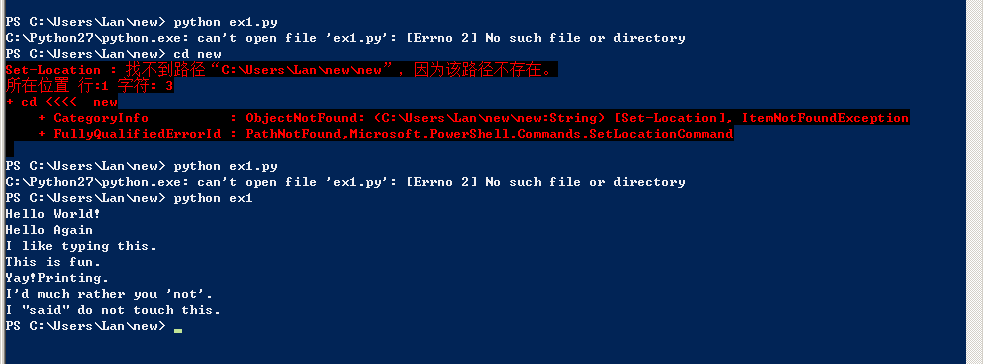 PS C:\Users\Lan\new> python ex1.py
C:\Python27\python.exe: can't open file 'ex1.py': [Errno 2] No such file or directory
PS C:\Users\Lan\new> cd new
Set-Location : 找不到路径“C:\Users\Lan\new\new”，因为该路径不存在。
所在位置 行:1 字符: 3
+ cd <<<<  new
    + CategoryInfo          : ObjectNotFound: (C:\Users\Lan\new\new:String) [Set-Location], ItemNotFoundException
    + FullyQualifiedErrorId : PathNotFound,Microsoft.PowerShell.Commands.SetLocationCommand
PS C:\Users\Lan\new> python ex1.py
C:\Python27\python.exe: can't open file 'ex1.py': [Errno 2] No such file or directory
PS C:\Users\Lan\new> python ex1
Hello World!
Hello Again
I like typing this.
This is fun.
Yay!Printing.
I'd much rather you 'not'.
I "said" do not touch this.
PS C:\Users\Lan\new>